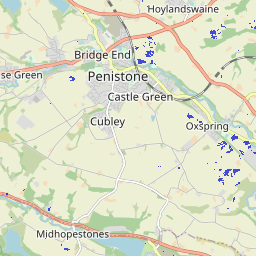 Hoylandswaine
Bridge End
se Green
Penistone
Castle Green
Cubley
Oxspring
Midhopestones